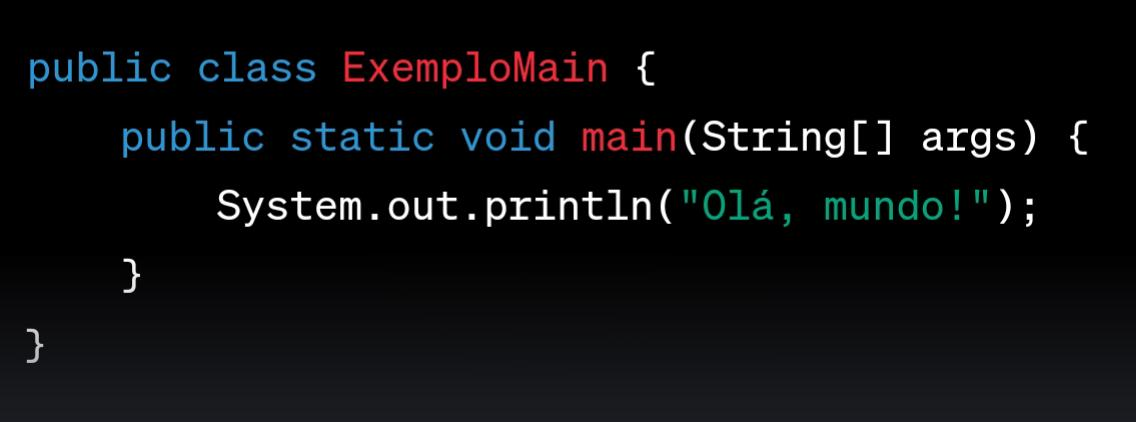 public class ExemploMain {
    public static void main(String[] args) {
        System.out.println("Olá, mundo!");
    }
}